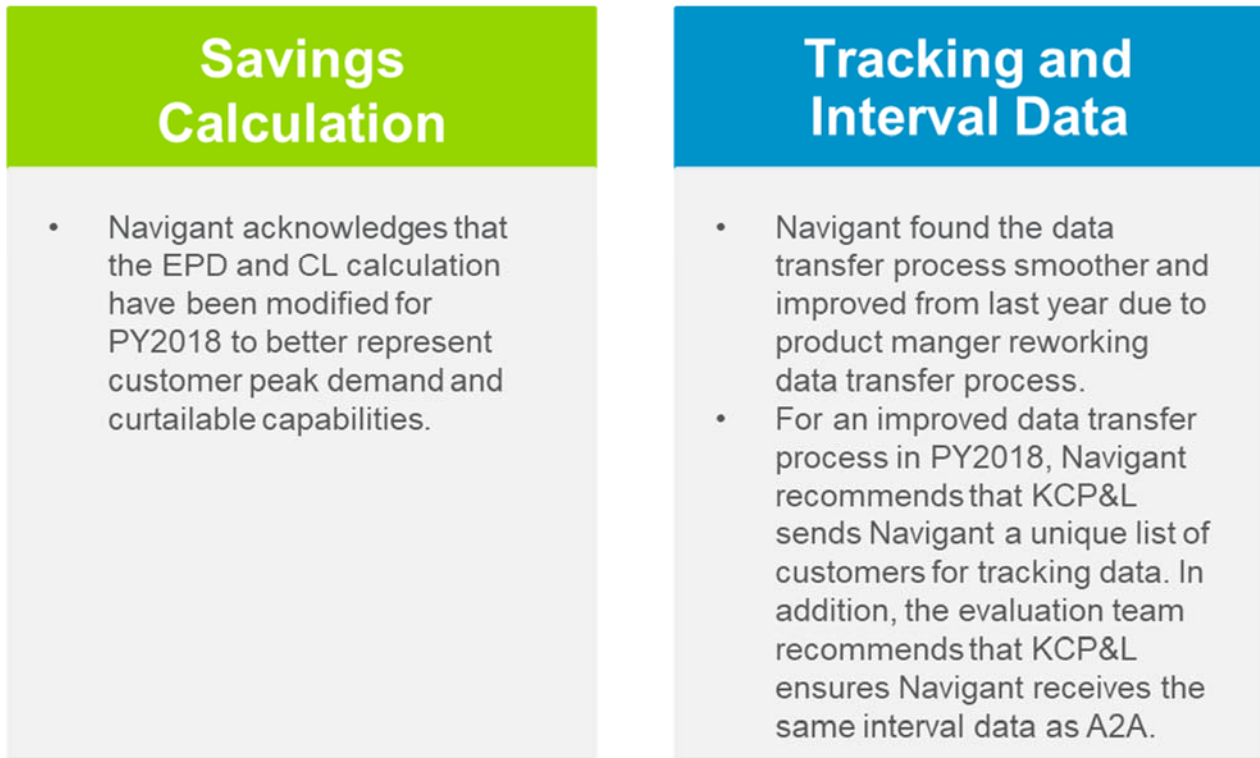 Savings
Calculation
• Navigant acknowledges that
the EPD and CL calculation
have been modified for
PY2018 to better represent
customer peak demand and
curtailable capabilities.
Tracking and
Interval Data
• Navigant found the data
transfer process smoother and
improved from last year due to
product manger reworking
data transfer process.
• For an improved data transfer
process in PY2018, Navigant
recommends that KCP&L
sends Navigant a unique list of
customers for tracking data. In
addition, the evaluation team
recommends that KCP&L
ensures Navigant receives the
same interval data as A2A.